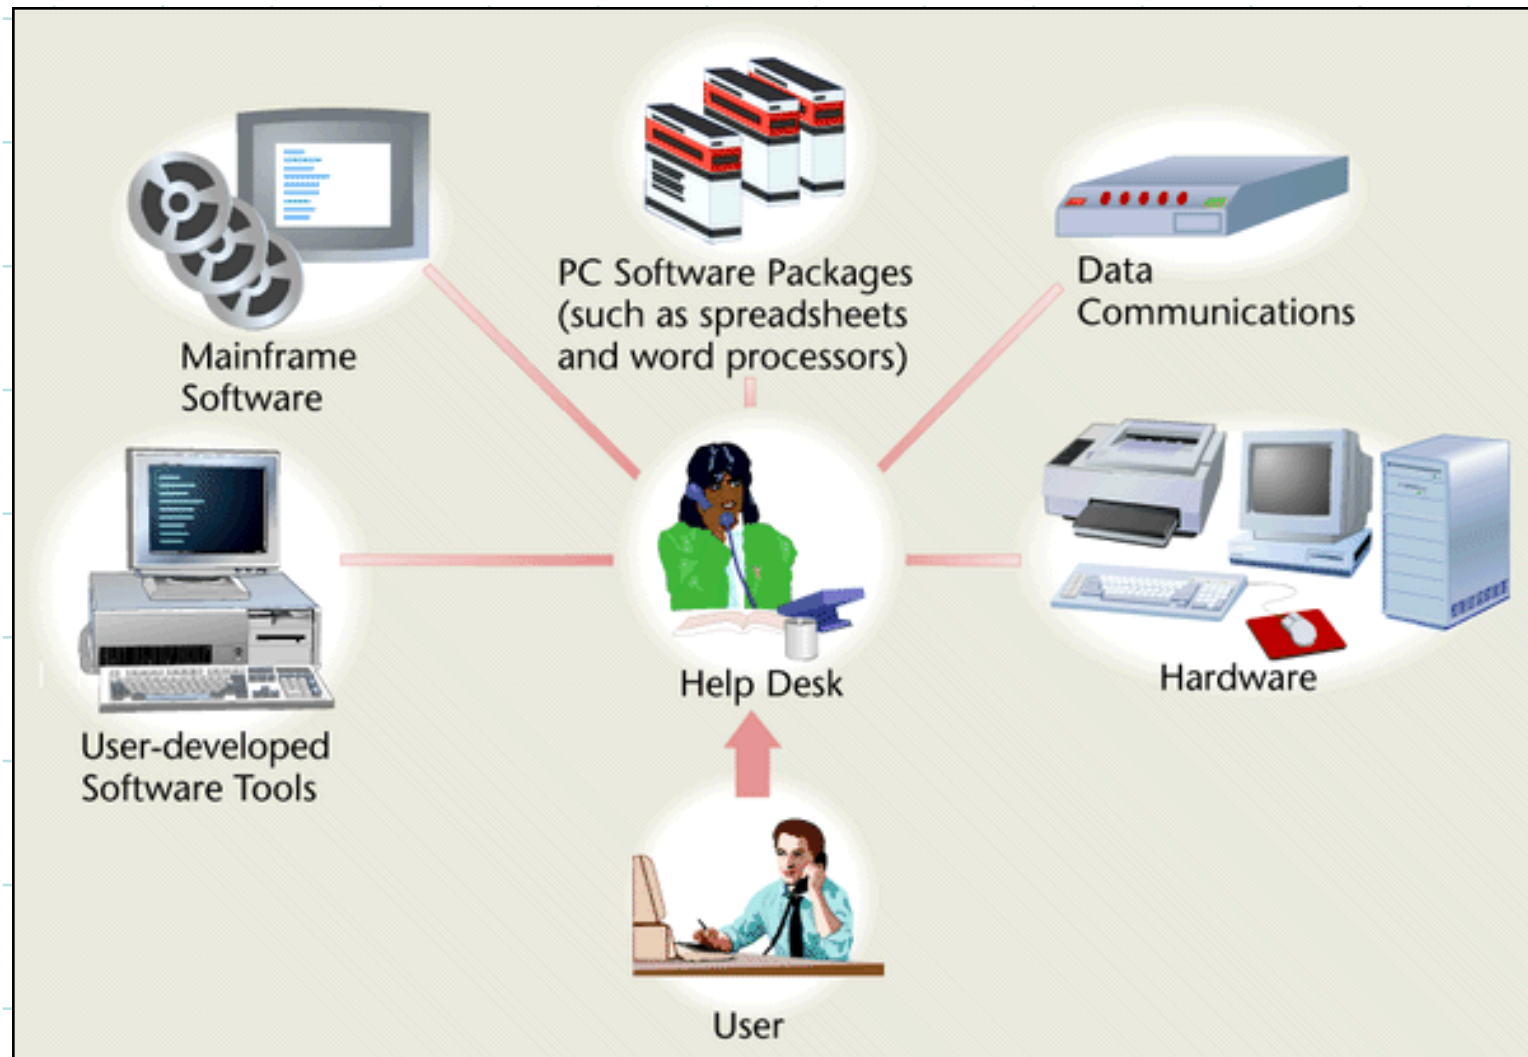 PC Software Packages
(such as spreadsheets
and word processors)
Data
Communications
Mainframe
Software
Help Desk
Hardware
User-developed
Software Tools
User